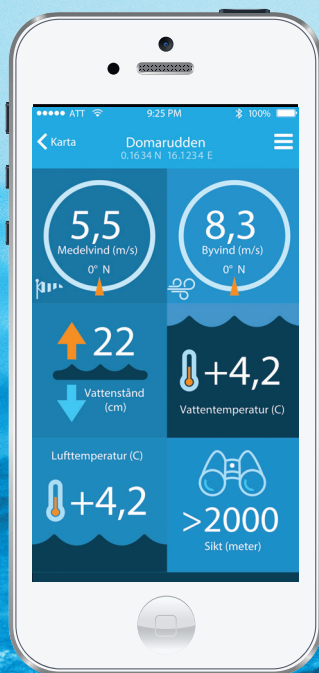 ATT 9:25 PM 100%
Karta Domarudden
0.1634 N 16.1234 E
5,5
Medelvind (m/s)
0° N
8,3
Byvind (m/s)
0° N
22
Vattenstånd
(cm)
+4,2
Vattentemperatur (C)
Lufttemperatur (C)
+4,2
>2000
Sikt (meter)